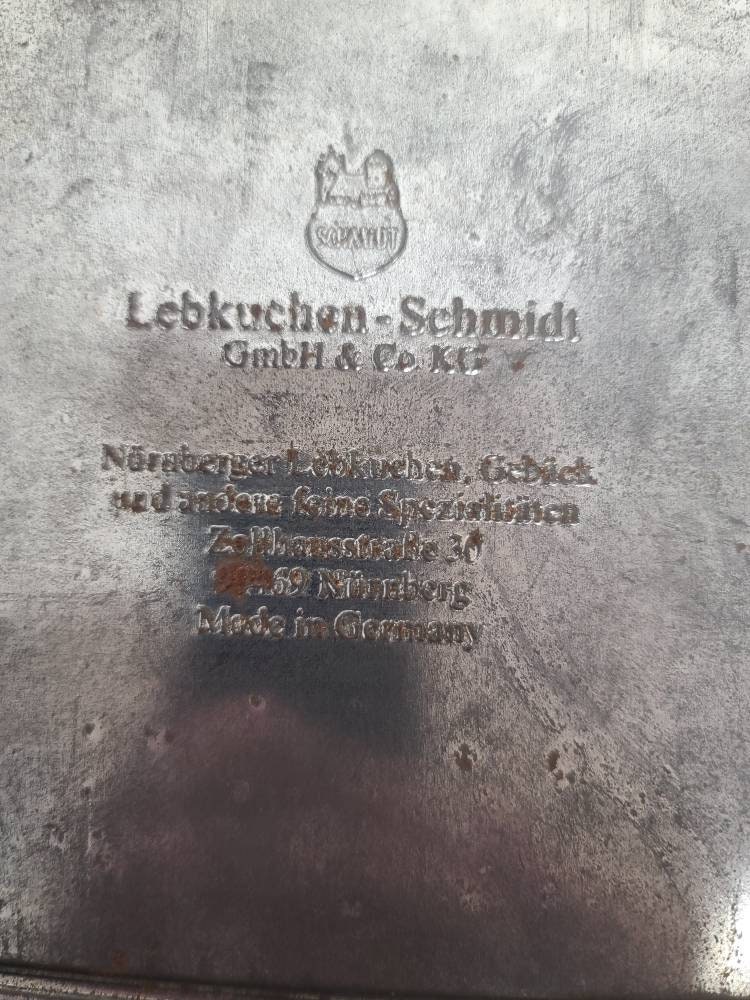 SCHMIDT
Lebkuchen-Schmidt
GmbH & Co KG
Nürnberger Lebkuchen, Gebäck
und andere feine Spezialitäten
Zollhausstraße 30
69 Nürnberg
Made in Germany